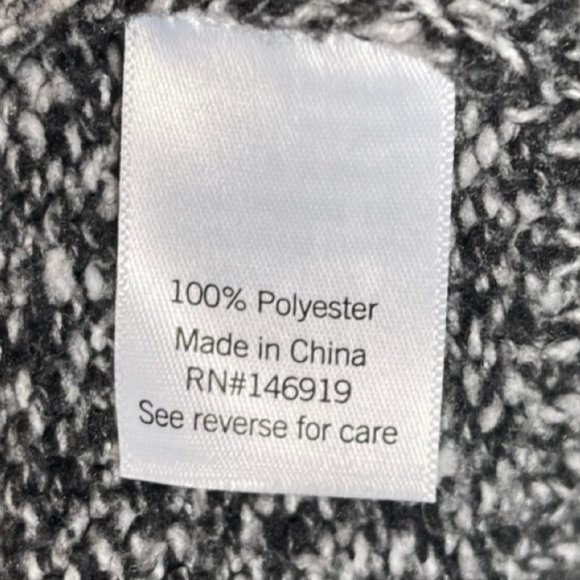 100% Polyester
Made in China
RN#146919
See reverse for care